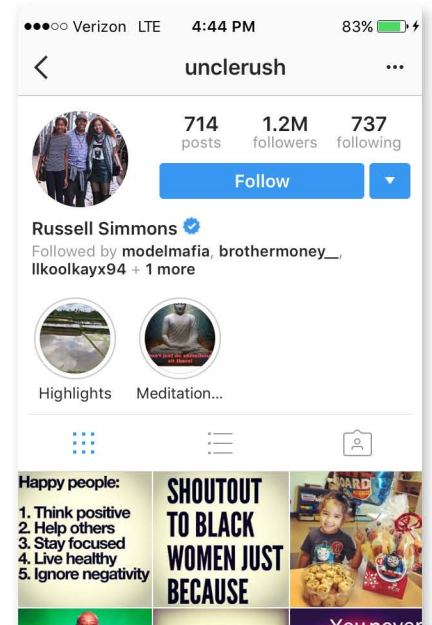 Verizon LTE 4:44 PM 83%
unclerush
714 1.2M 737
posts followers following
Follow
Russell Simmons
Followed by modelmafia, brothermoney__,
llkoolkayx94 + 1 more
Highlights Meditation...
Happy people:
1. Think positive
2. Help others
3. Stay focused
4. Live healthy
5. Ignore negativity
SHOUTOUT
TO BLACK
WOMEN JUST
BECAUSE
You never